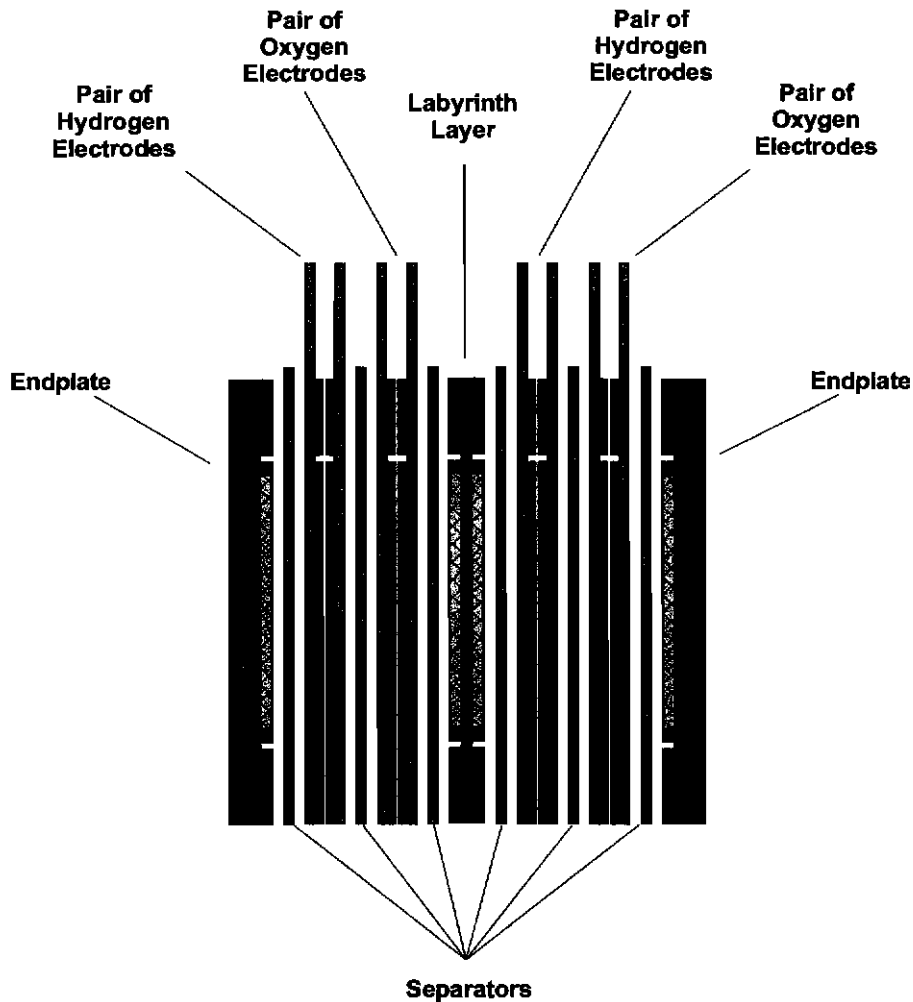 Pair of
Oxygen
Electrodes
Pair of
Hydrogen
Electrodes
Pair of
Hydrogen
Electrodes
Labyrinth
Layer
Pair of
Oxygen
Electrodes
Endplate
Endplate
Separators